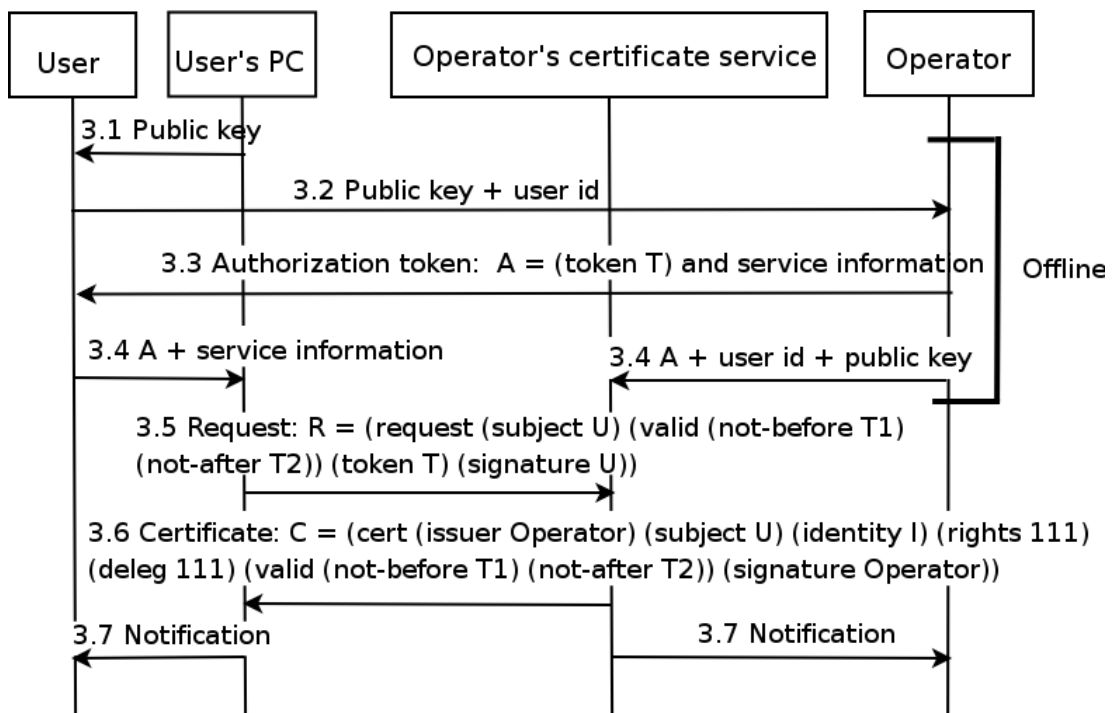 User
User's PC
Operator's certificate service
Operator
3.1 Public key
3.2 Public key + user id
3.3 Authorization token:  A = (token T) and service information
Offline
3.4 A + service information
3.4 A + user id + public key
3.5 Request: R = (request (subject U) (valid (not-before T1)
(not-after T2)) (token T) (signature U))
3.6 Certificate: C = (cert (issuer Operator) (subject U) (identity I) (rights 111)
(deleg 111) (valid (not-before T1) (not-after T2)) (signature Operator))
3.7 Notification
3.7 Notification